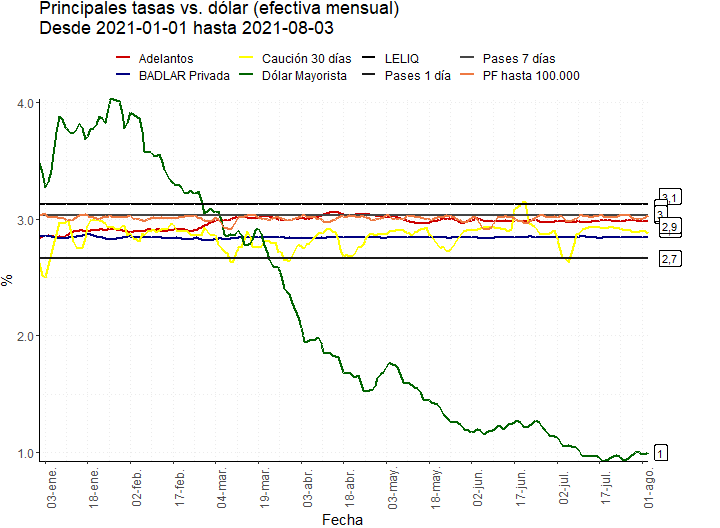 Principales tasas vs. dólar (efectiva mensual)
Desde 2021-01-01 hasta 2021-08-03
Adelantos Caución 30 días LELIQ Pases 7 días
BADLAR Privada Dólar Mayorista Pases 1 día PF hasta 100.000
4.0
3.0
2.0
1.0
%
3,1
3
2,9
2,7
1
03-ene. 18-ene. 02-feb. 17-feb. 04-mar. 19-mar. 03-abr. 18-abr. 03-may. 18-may. 02-jun. 17-jun. 02-jul. 17-jul. 01-ago.
Fecha